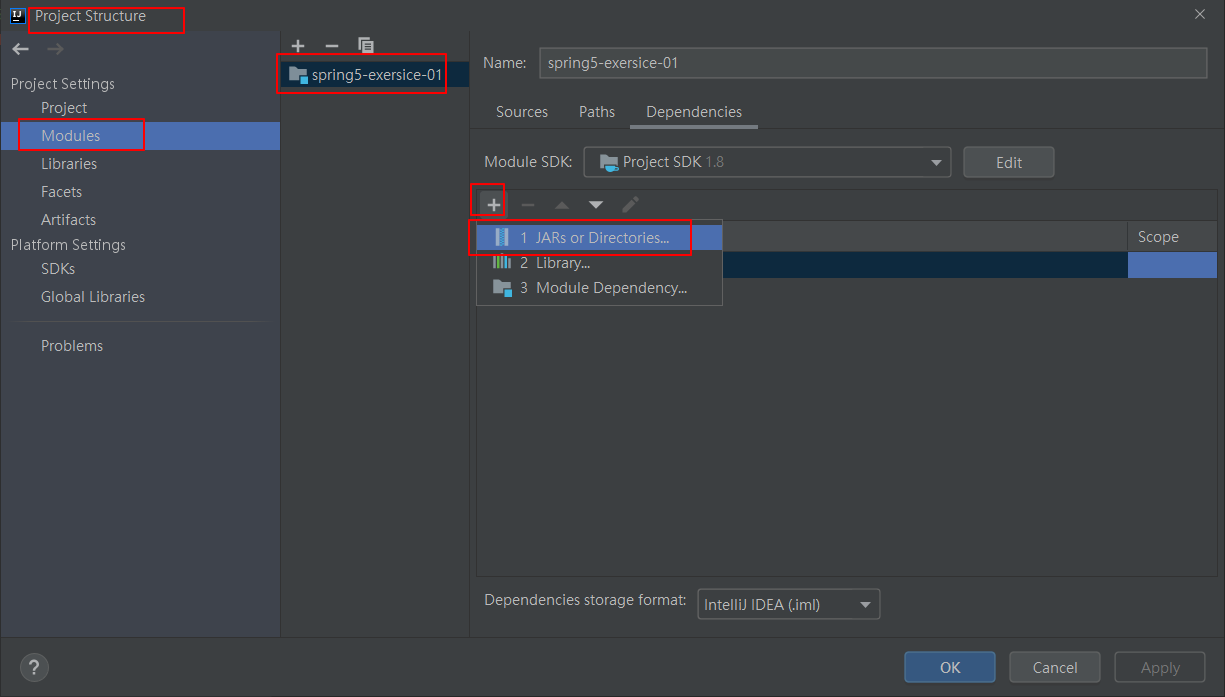 Project Structure
Project Settings
Project
Modules
Libraries
Facets
Artifacts
Platform Settings
SDKs
Global Libraries
Problems
spring5-exersice-01
Name: spring5-exersice-01
Sources Paths Dependencies
Module SDK: Project SDK 1.8 Edit
Scope
1 JARs or Directories...
2 Library...
3 Module Dependency...
Dependencies storage format: IntelliJ IDEA (.iml)
? OK Cancel Apply